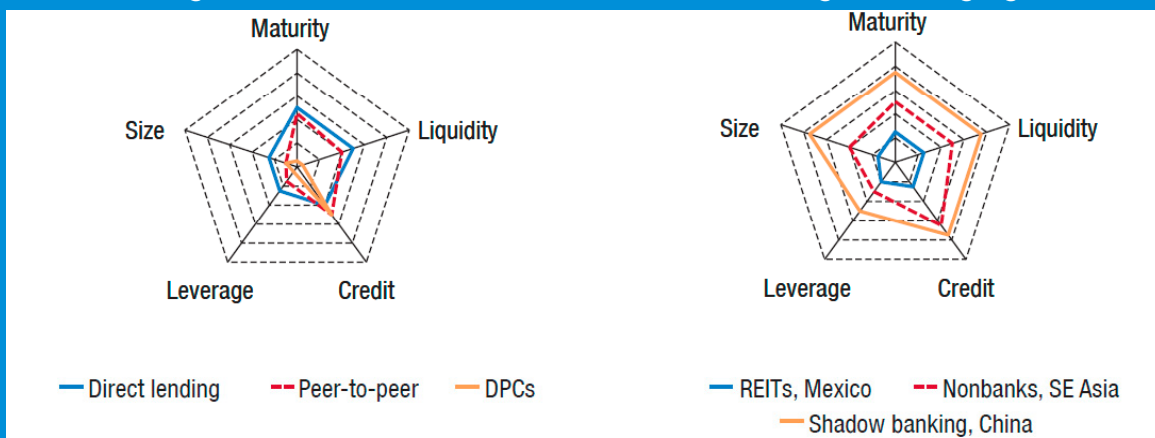 Maturity
Size
Liquidity
Leverage
Credit
Direct lending
Peer-to-peer
DPCs
Maturity
Size
Liquidity
Leverage
Credit
REITs, Mexico
Nonbanks, SE Asia
Shadow banking, China